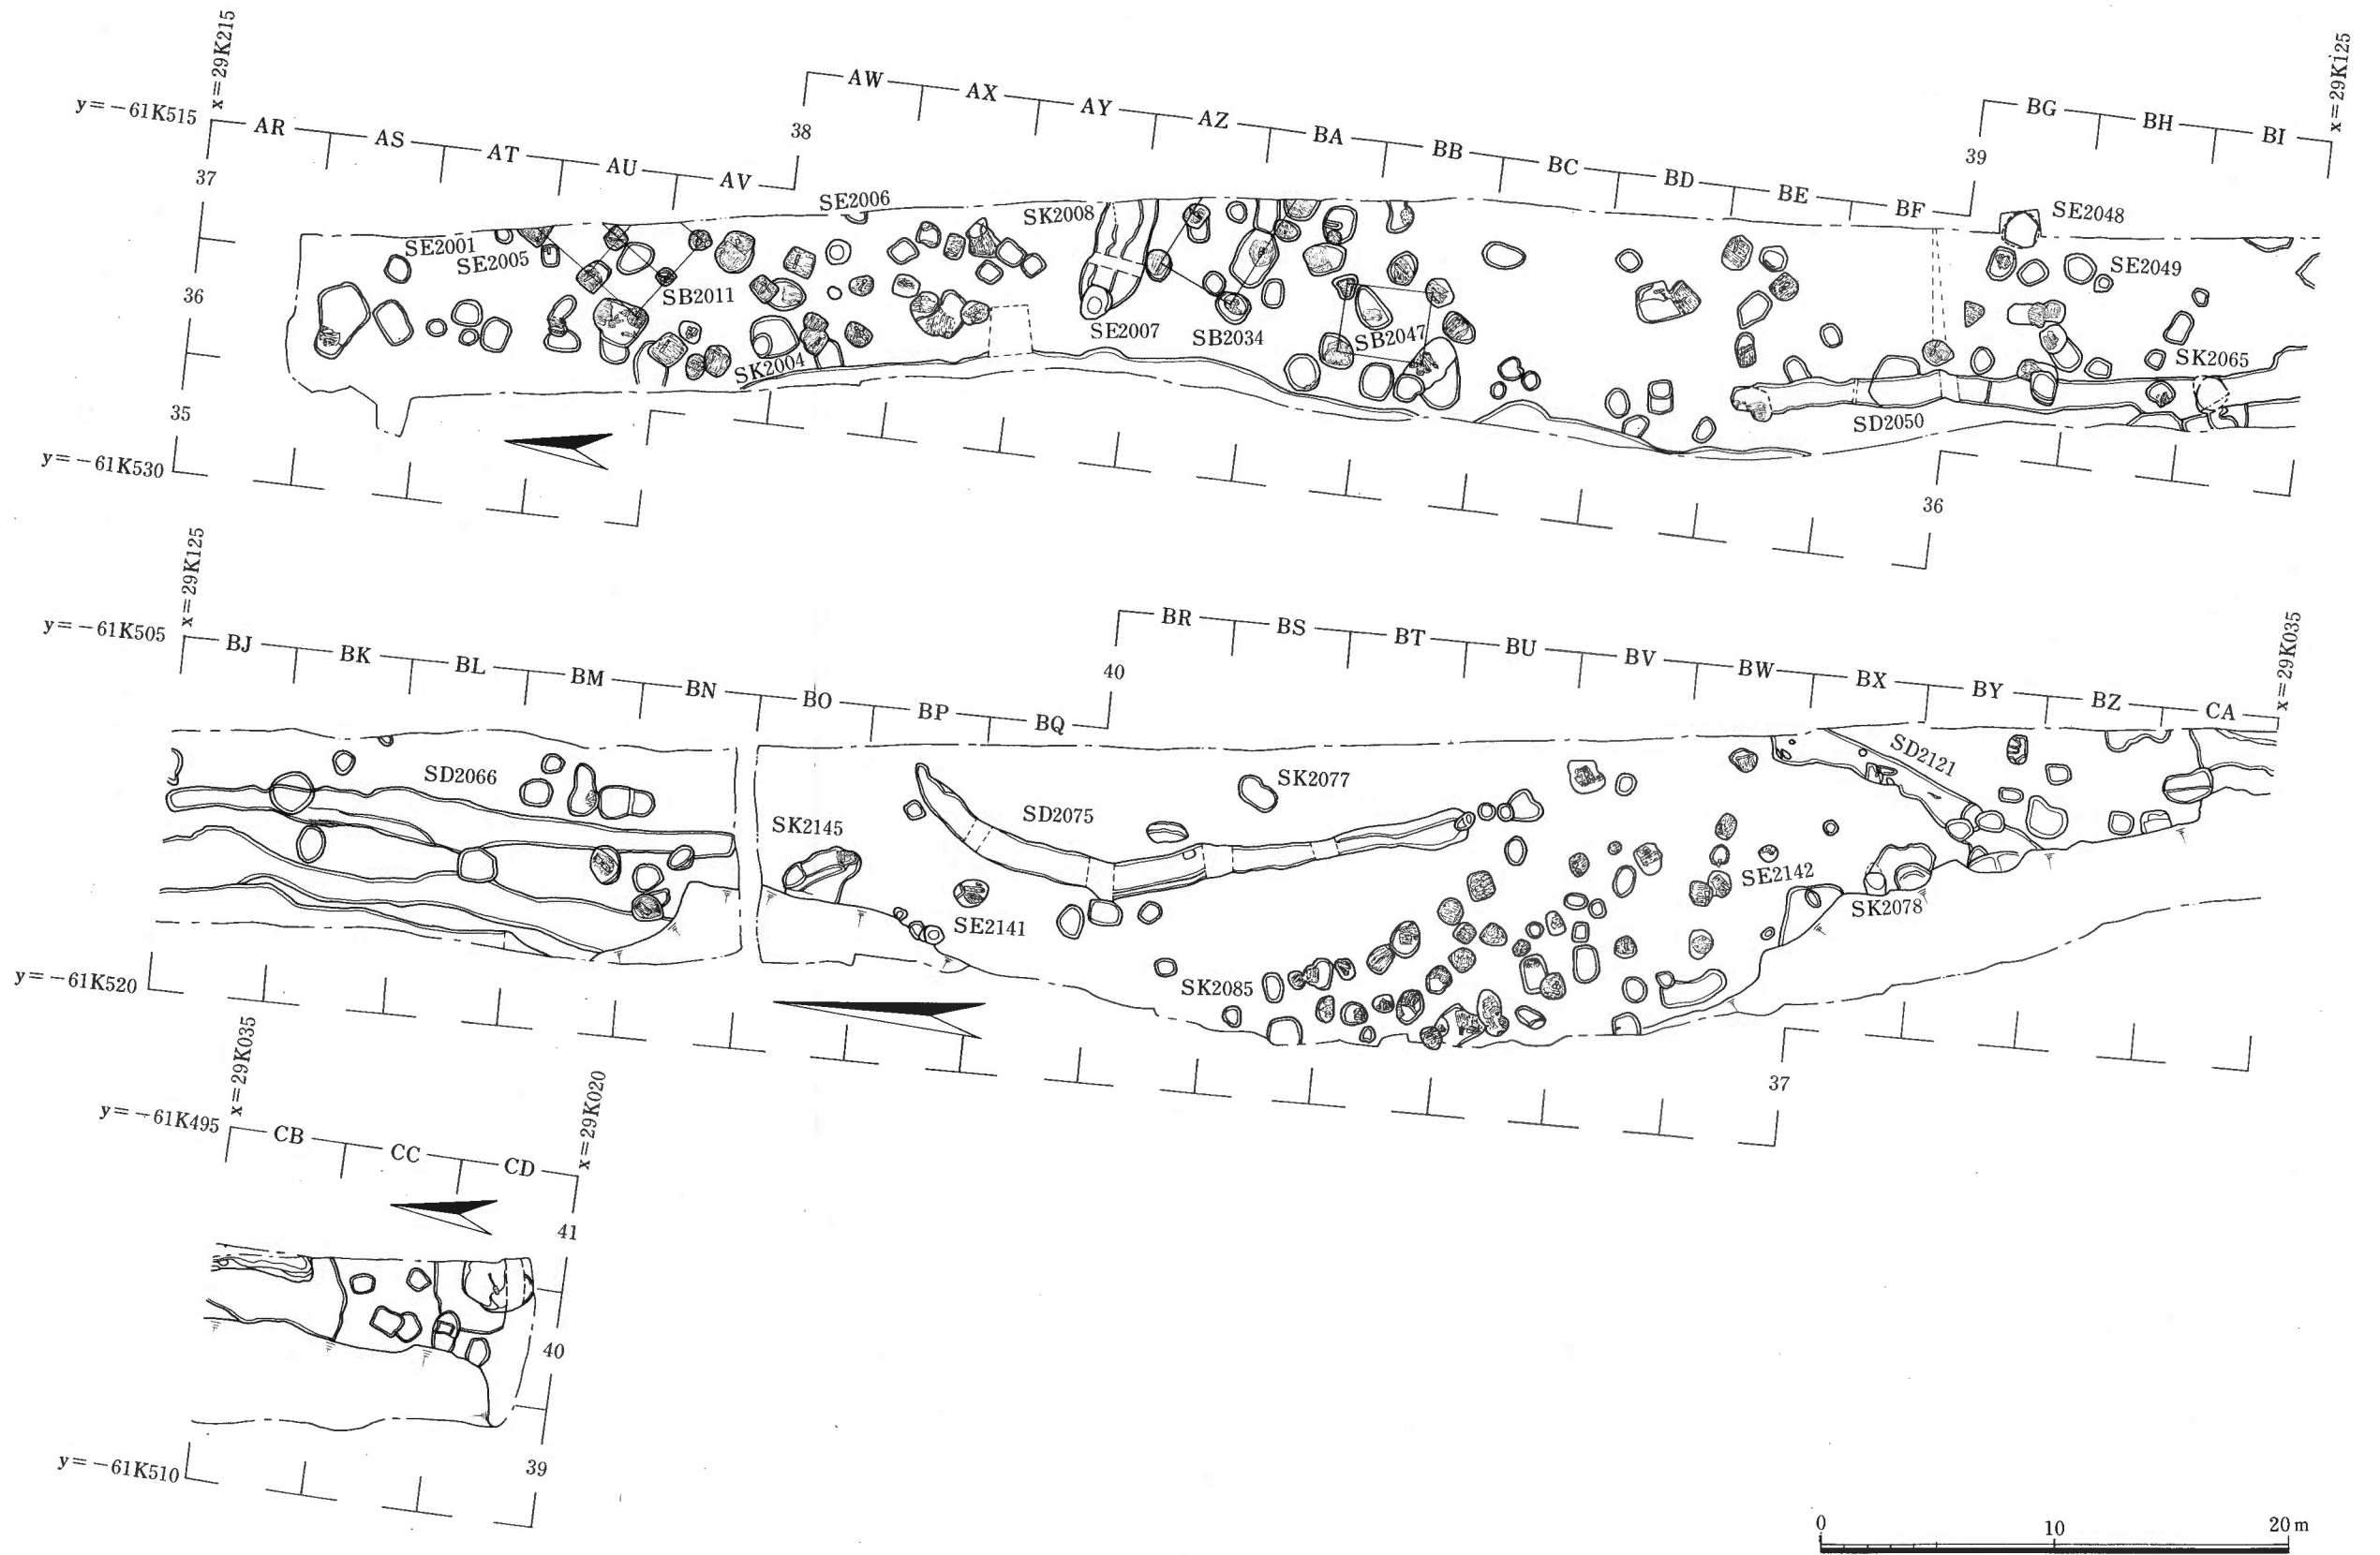 x=29K215
y=-61K515
AR
AS
AT
AU
AV
AW
AX
AY
AZ
BA
BB
BC
BD
BE
BF
BG
BH
BI
x=29K125
37
38
39
36
35
36
y=-61K530
SE2001
SE2005
SB2011
SK2004
SE2006
SK2008
SE2007
SB2034
SB2047
SE2048
SE2049
SK2065
SD2050
x=29K125
y=-61K505
BJ
BK
BL
BM
BN
BO
BP
BQ
40
BR
BS
BT
BU
BV
BW
BX
BY
BZ
CA
x=29K035
SD2066
SK2145
SD2075
SK2077
SE2141
SK2085
SE2142
SK2078
SD2121
y=-61K520
37
x=29K035
y=-61K495
CB
CC
CD
x=29K020
41
40
39
y=-61K510
0 10 20m